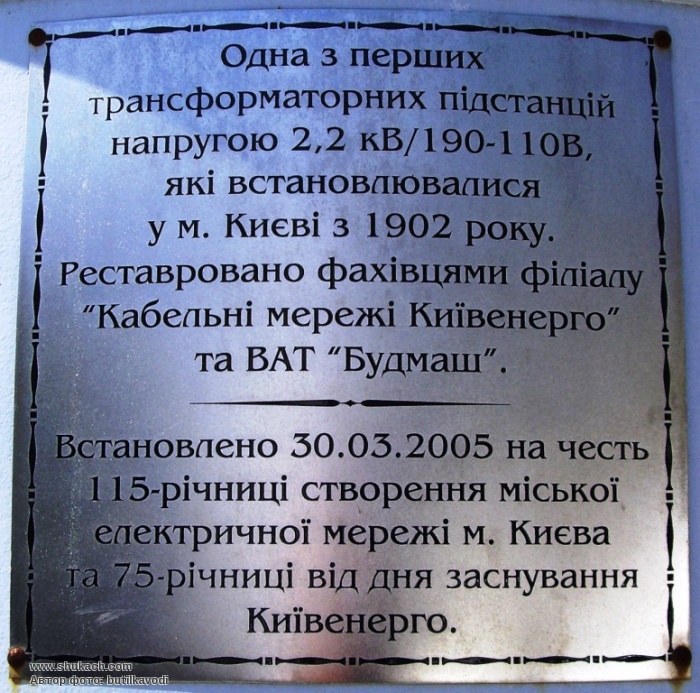 Одна з перших
трансформаторних підстанцій
напругою 2,2 кВ/190-110В,
які встановлювалися
у м. Києві з 1902 року.
Реставровано фахівцями філіалу
“Кабельні мережі Київенерго”
та ВАТ “Будмаш”.
Встановлено 30.03.2005 на честь
115-річниці створення міської
електричної мережі м. Києва
та 75-річниці від дня заснування
Київенерго.
www.shukach.com
Автор фото: butilkavodi